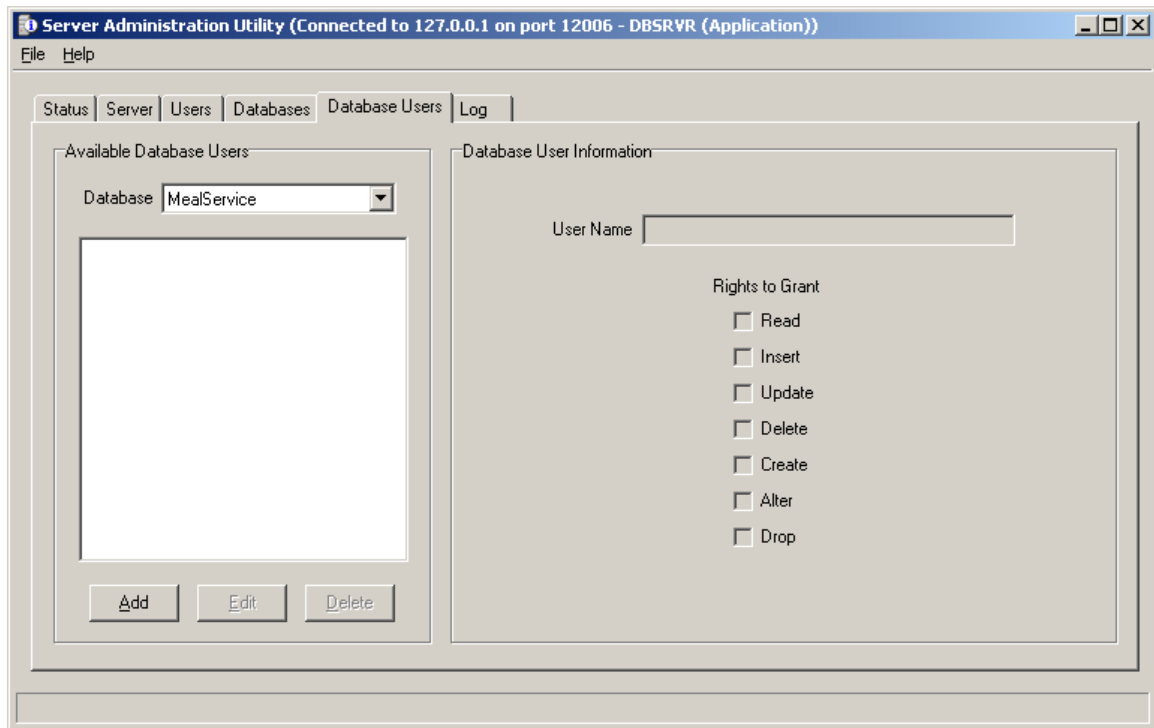 Server Administration Utility (Connected to 127.0.0.1 on port 12006 - DBSRVR (Application))
File Help
Status Server Users Databases Database Users Log
Available Database Users
Database MealService
Add Edit Delete
Database User Information
User Name
Rights to Grant
Read
Insert
Update
Delete
Create
Alter
Drop